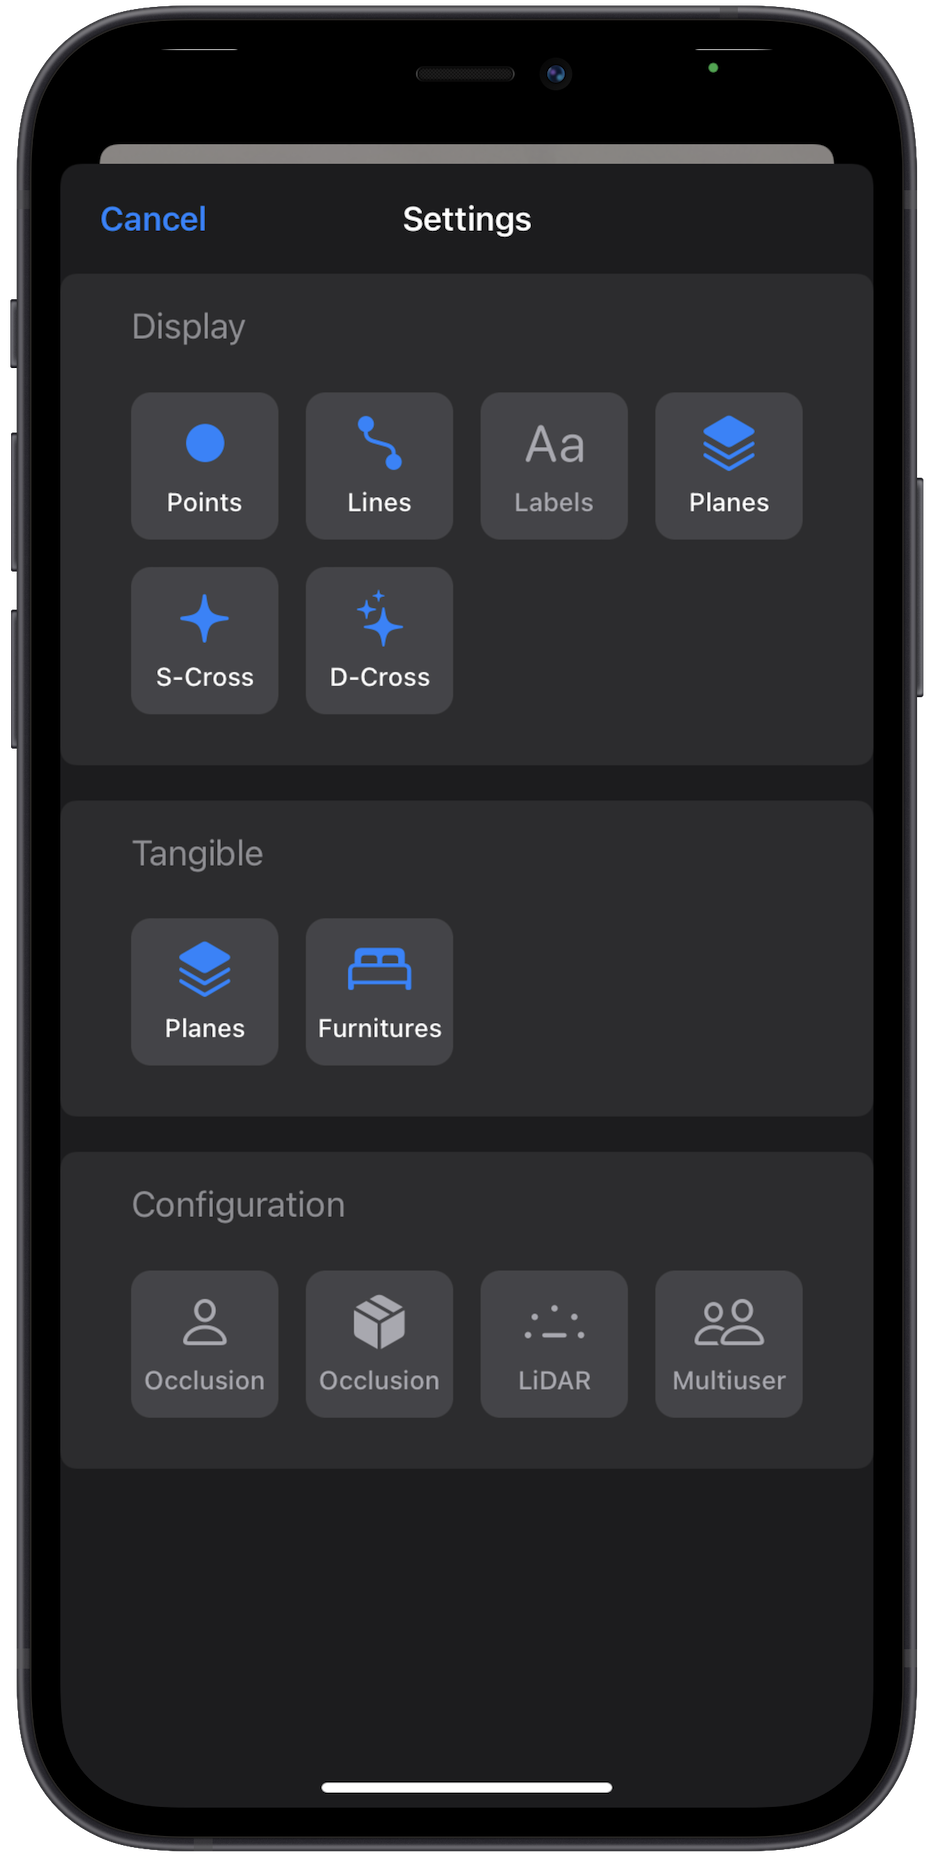 Cancel Settings
Display
Points Lines Aa Labels Planes
S-Cross D-Cross
Tangible
Planes Furnitures
Configuration
Occlusion Occlusion LiDAR Multiuser